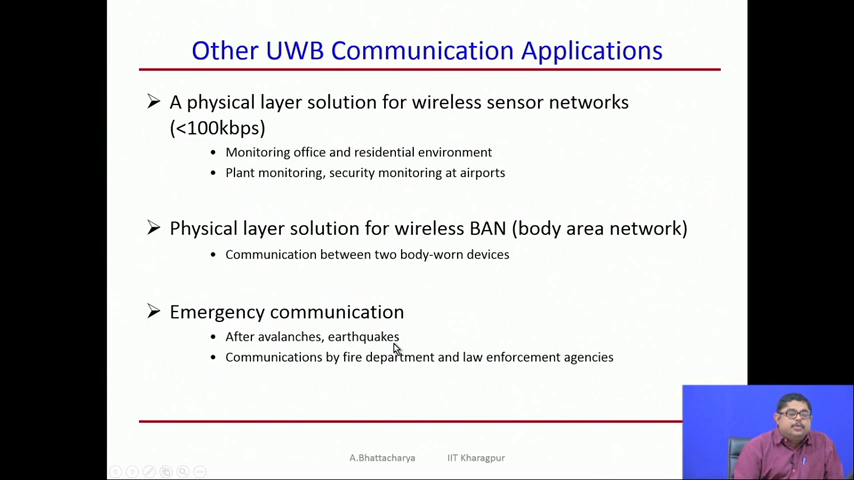 Other UWB Communication Applications
A physical layer solution for wireless sensor networks
(<100kbps)
Monitoring office and residential environment
Plant monitoring, security monitoring at airports
Physical layer solution for wireless BAN (body area network)
Communication between two body-worn devices
Emergency communication
After avalanches, earthquakes
Communications by fire department and law enforcement agencies
A.Bhattacharya IIT Kharagpur